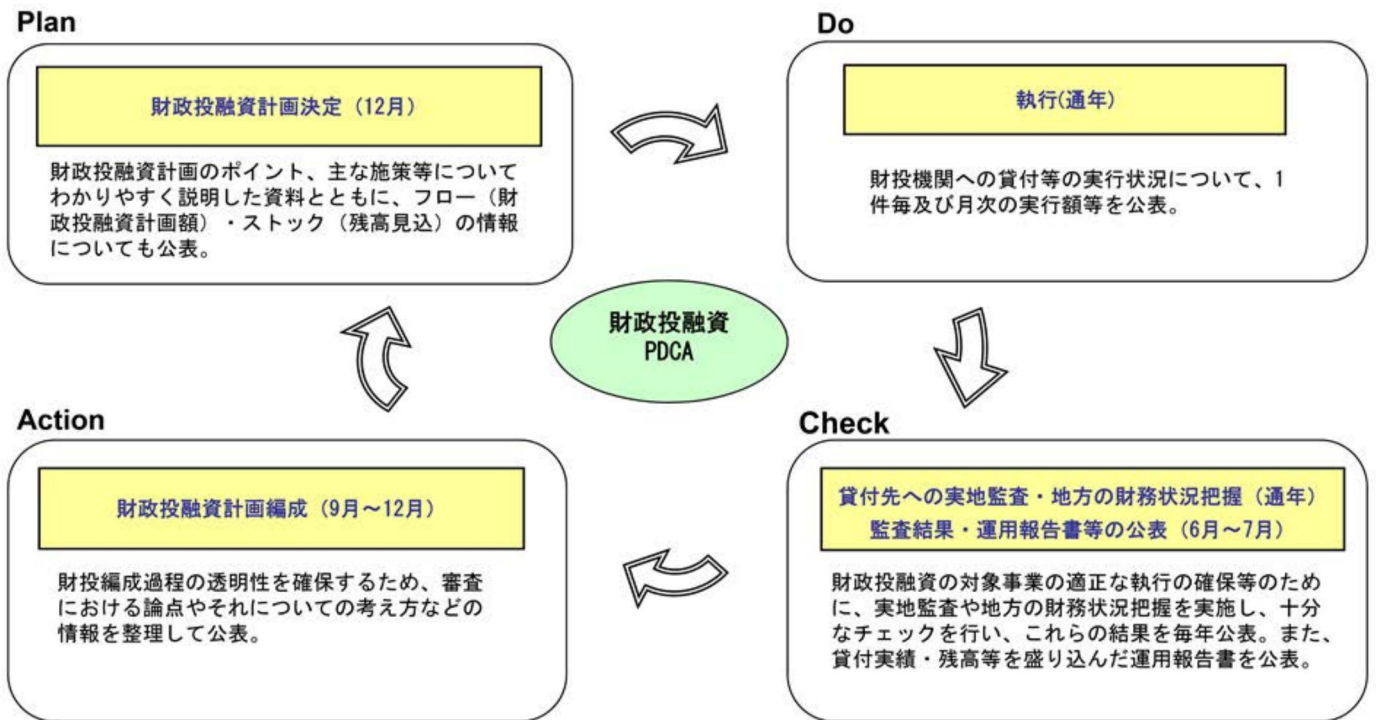 Plan
財政投融資計画決定（12月）
財政投融資計画のポイント、主な施策等について
わかりやすく説明した資料とともに、フロー（財
政投融資計画額）・ストック（残高見込）の情報
についても公表。
Do
執行(通年)
財投機関への貸付等の実行状況について、1
件毎及び月次の実行額等を公表。
財政投融資
PDCA
Action
財政投融資計画編成（9月～12月）
財投編成過程の透明性を確保するため、審査
における論点やそれについての考え方などの
情報を整理して公表。
Check
貸付先への実地監査・地方の財務状況把握（通年）
監査結果・運用報告書等の公表（6月～7月）
財政投融資の対象事業の適正な執行の確保等のため
に、実地監査や地方の財務状況把握を実施し、十分
なチェックを行い、これらの結果を毎年公表。また、
貸付実績・残高等を盛り込んだ運用報告書を公表。